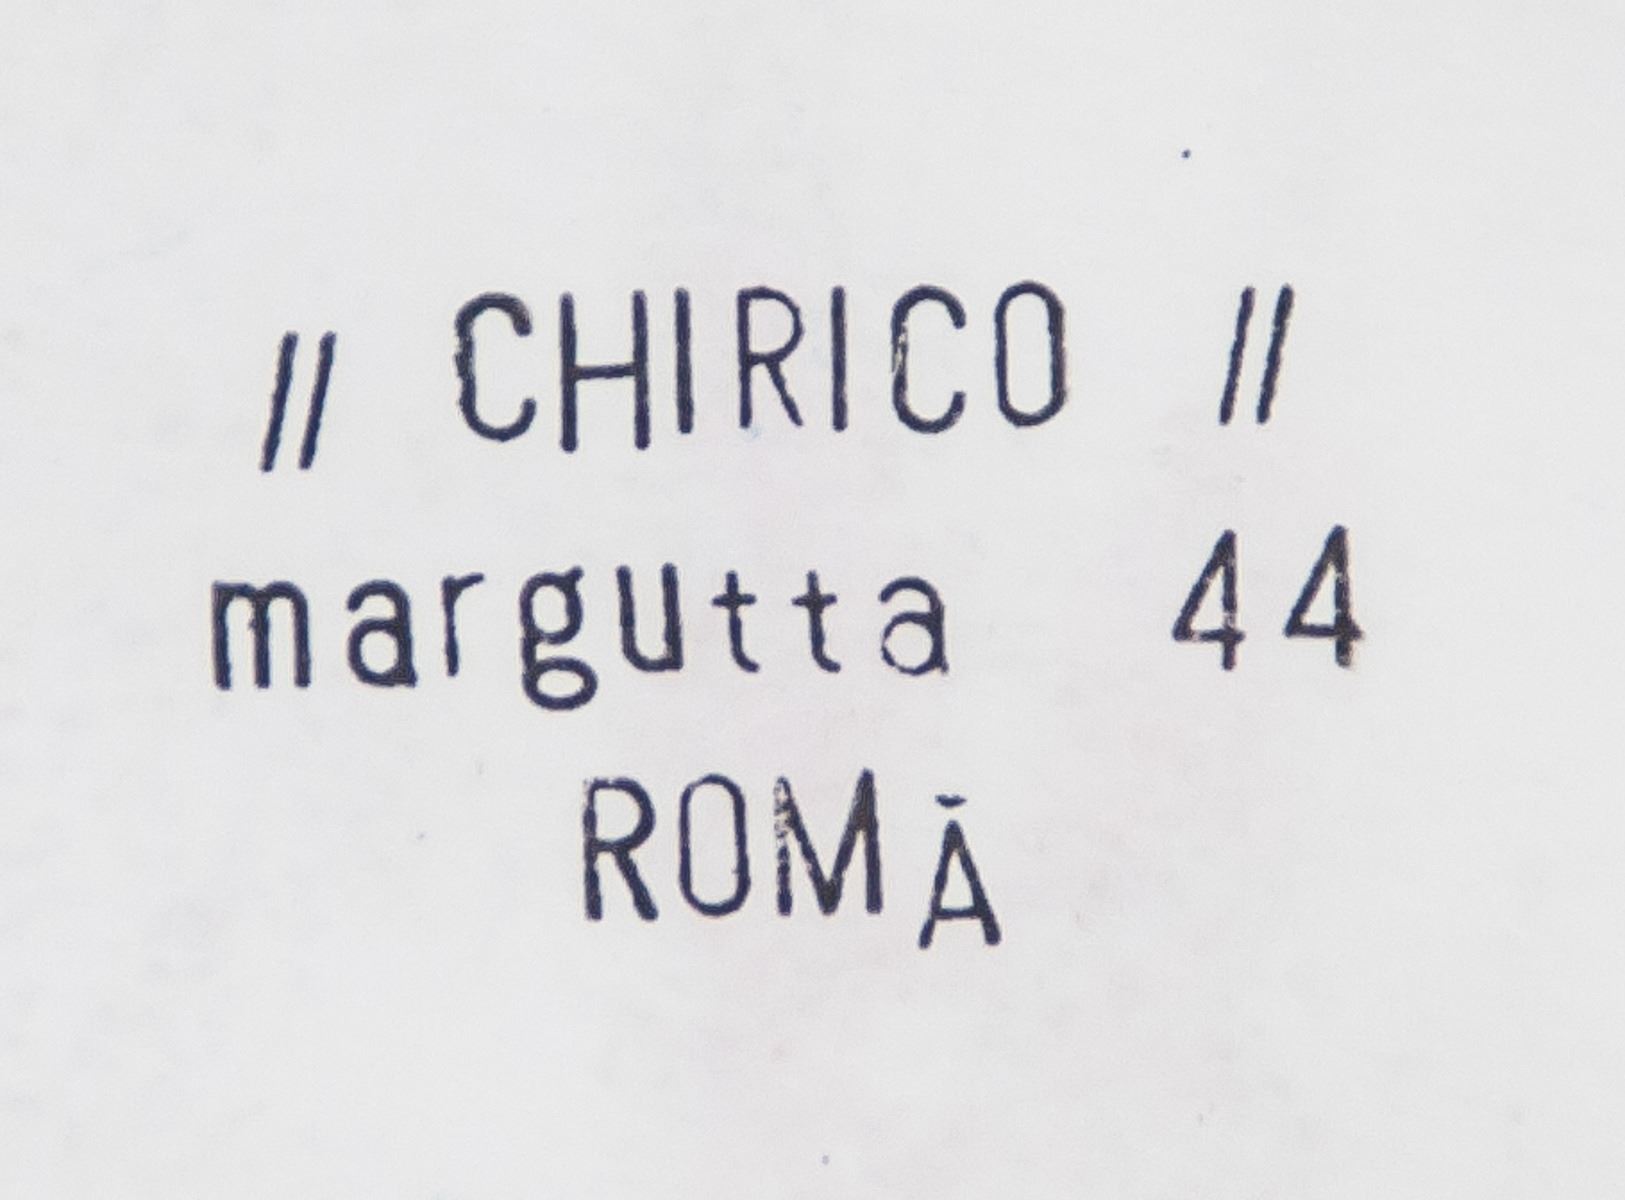 // CHIRICO //
margutta 44
ROMĂ